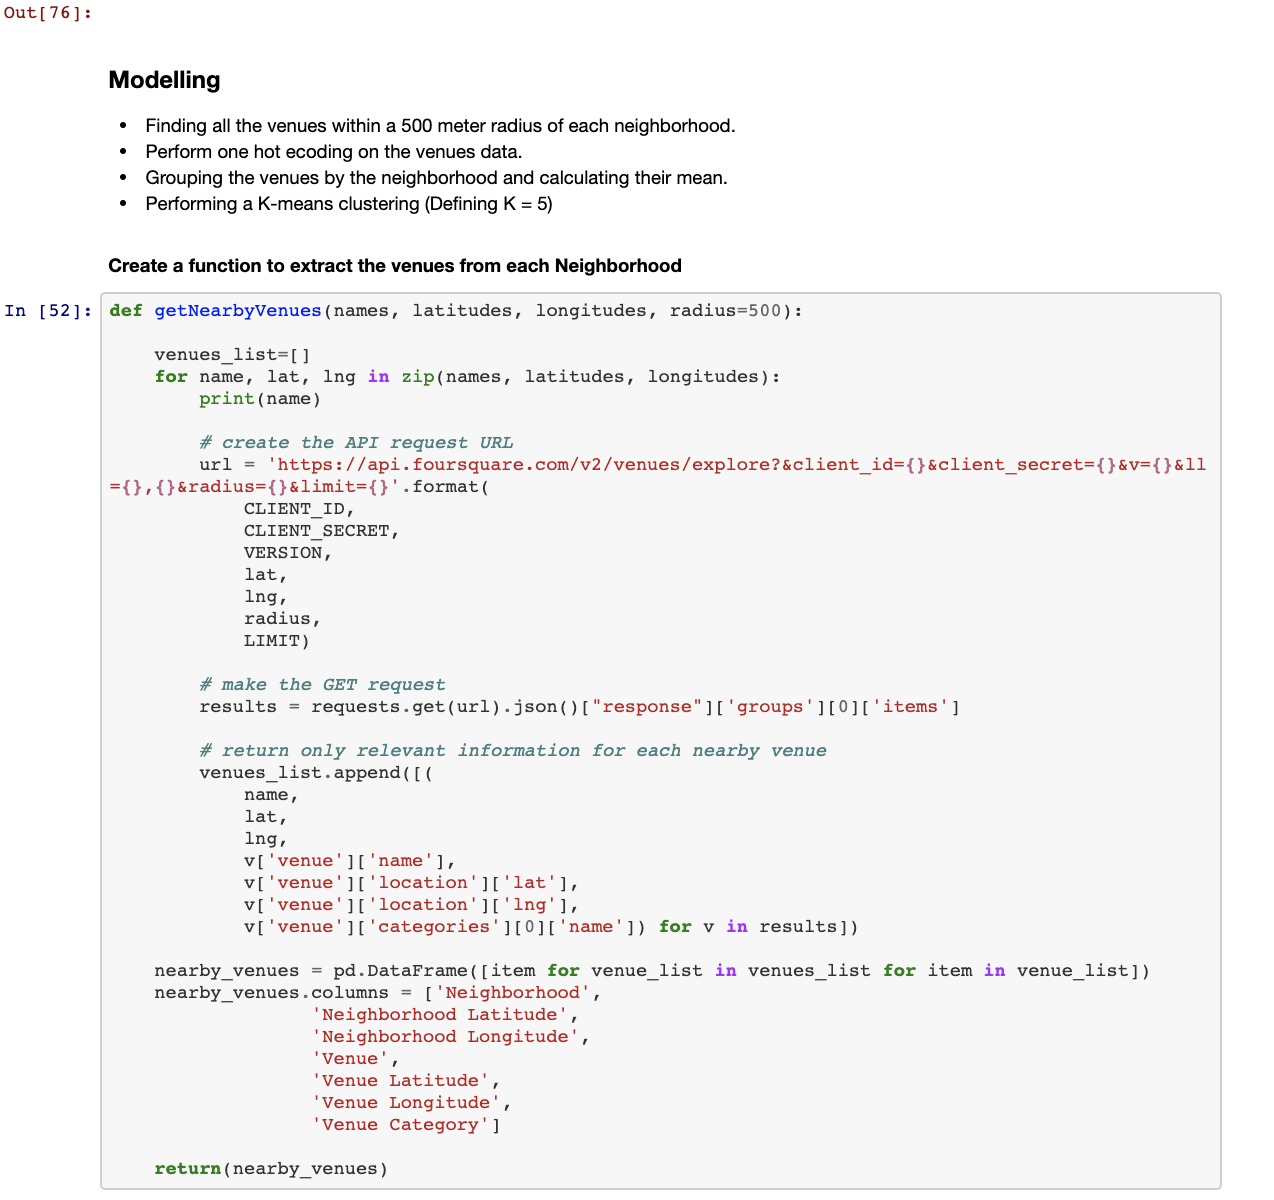 Out[76]:
Modelling
• Finding all the venues within a 500 meter radius of each neighborhood.
• Perform one hot ecoding on the venues data.
• Grouping the venues by the neighborhood and calculating their mean.
• Performing a K-means clustering (Defining K = 5)
Create a function to extract the venues from each Neighborhood
In [52]: def getNearbyVenues(names, latitudes, longitudes, radius=500):
    venues_list=[]
    for name, lat, lng in zip(names, latitudes, longitudes):
        print(name)
        # create the API request URL
        url = 'https://api.foursquare.com/v2/venues/explore?&client_id={}&client_secret={}&v={}&ll
={},{}&radius={}&limit={}'.format(
            CLIENT_ID,
            CLIENT_SECRET,
            VERSION,
            lat,
            lng,
            radius,
            LIMIT)
        # make the GET request
        results = requests.get(url).json()["response"]['groups'][0]['items']
        # return only relevant information for each nearby venue
        venues_list.append([(
            name,
            lat,
            lng,
            v['venue']['name'],
            v['venue']['location']['lat'],
            v['venue']['location']['lng'],
            v['venue']['categories'][0]['name']) for v in results])
    nearby_venues = pd.DataFrame([item for venue_list in venues_list for item in venue_list])
    nearby_venues.columns = ['Neighborhood',
                  'Neighborhood Latitude',
                  'Neighborhood Longitude',
                  'Venue',
                  'Venue Latitude',
                  'Venue Longitude',
                  'Venue Category']
    return(nearby_venues)